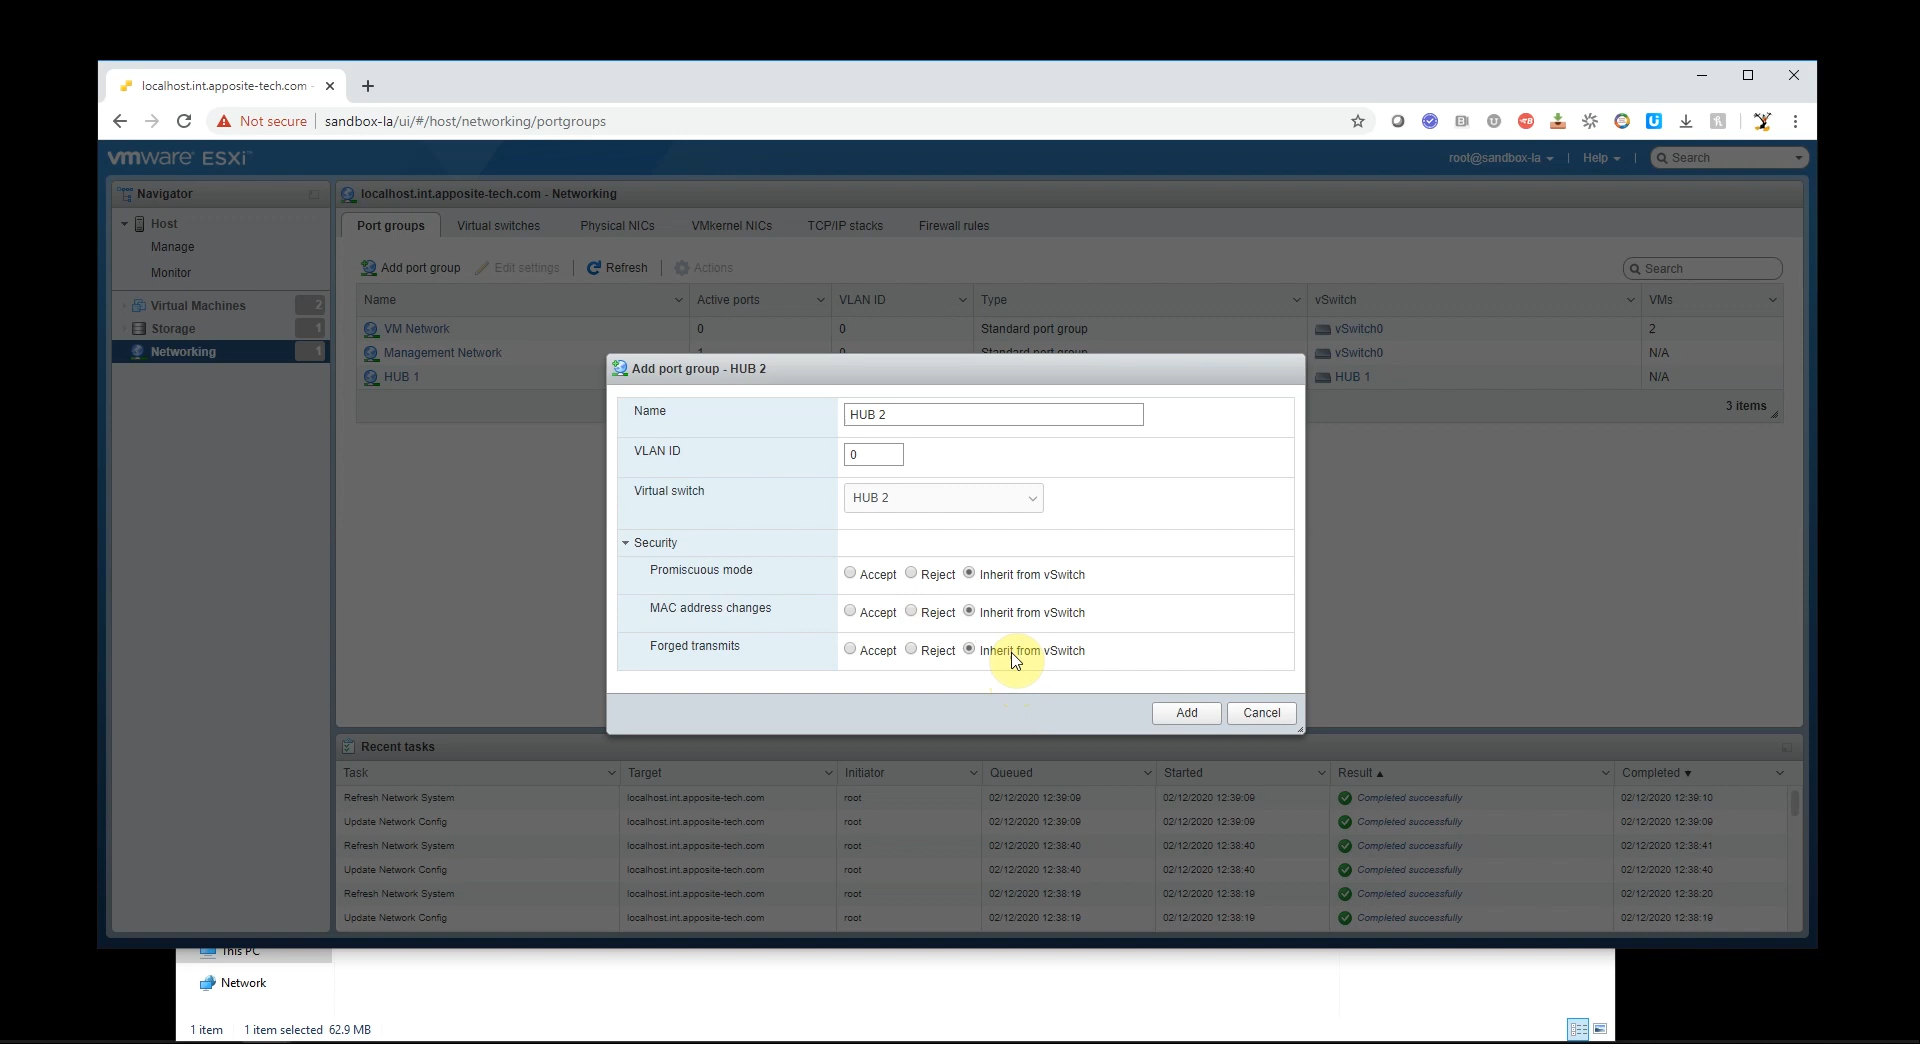 localhost.int.apposite-tech.com -
Not secure
sandbox-la/ui/#/host/networking/portgroups
vmware ESXi™
root@sandbox-la
Help
Search
Navigator
localhost.int.apposite-tech.com - Networking
Host
Manage
Monitor
Virtual Machines 2
Storage 1
Networking 1
Port groups Virtual switches Physical NICs VMkernel NICs TCP/IP stacks Firewall rules
Add port group Edit settings Refresh Actions
Search
Name Active ports VLAN ID Type vSwitch VMs
VM Network 0 0 Standard port group vSwitch0 2
Management Network 1 0 Standard port group vSwitch0 N/A
HUB 1 HUB 1 N/A
3 items
Add port group - HUB 2
Name HUB 2
VLAN ID 0
Virtual switch HUB 2
Security
Promiscuous mode Accept Reject Inherit from vSwitch
MAC address changes Accept Reject Inherit from vSwitch
Forged transmits Accept Reject Inherit from vSwitch
Add Cancel
Recent tasks
Task Target Initiator Queued Started Result Completed
Refresh Network System localhost.int.apposite-tech.com root 02/12/2020 12:39:09 02/12/2020 12:39:09 Completed successfully 02/12/2020 12:39:10
Update Network Config localhost.int.apposite-tech.com root 02/12/2020 12:39:09 02/12/2020 12:39:09 Completed successfully 02/12/2020 12:39:09
Refresh Network System localhost.int.apposite-tech.com root 02/12/2020 12:38:40 02/12/2020 12:38:40 Completed successfully 02/12/2020 12:38:41
Update Network Config localhost.int.apposite-tech.com root 02/12/2020 12:38:40 02/12/2020 12:38:40 Completed successfully 02/12/2020 12:38:40
Refresh Network System localhost.int.apposite-tech.com root 02/12/2020 12:38:19 02/12/2020 12:38:19 Completed successfully 02/12/2020 12:38:20
Update Network Config localhost.int.apposite-tech.com root 02/12/2020 12:38:19 02/12/2020 12:38:19 Completed successfully 02/12/2020 12:38:19
This PC
Network
1 item 1 item selected 62.9 MB